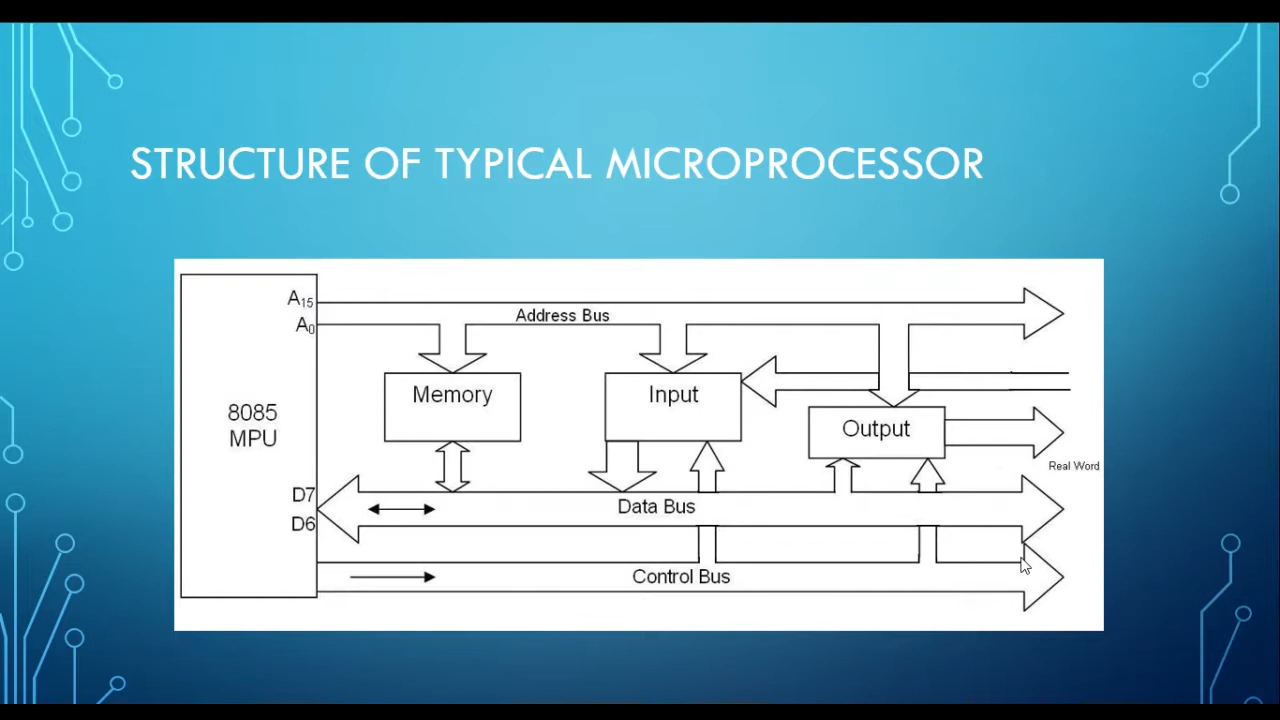 STRUCTURE OF TYPICAL MICROPROCESSOR
A15
Address Bus
A0
Memory
Input
8085
MPU
Output
Real Word
D7
Data Bus
D6
Control Bus